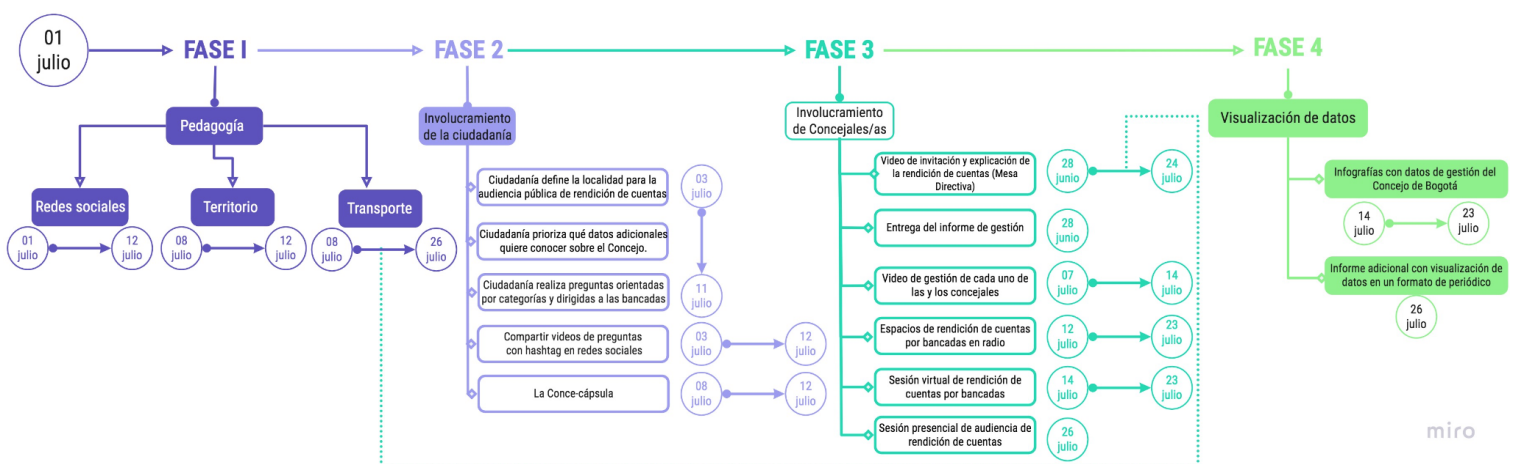 01
julio
FASE I
FASE 2
FASE 3
FASE 4
Pedagogía
Redes sociales
Territorio
Transporte
01
julio
12
julio
08
julio
12
julio
08
julio
26
julio
Involucramiento
de la ciudadanía
Ciudadanía define la localidad para la
audiencia pública de rendición de cuentas
Ciudadanía prioriza qué datos adicionales
quiere conocer sobre el Concejo.
Ciudadanía realiza preguntas orientadas
por categorías y dirigidas a las bancadas
03
julio
11
julio
Compartir videos de preguntas
con hashtag en redes sociales
03
julio
12
julio
La Conce-cápsula
08
julio
12
julio
Involucramiento
de Concejales/as
Video de invitación y explicación de
la rendición de cuentas (Mesa
Directiva)
28
junio
24
julio
Entrega del informe de gestión
28
junio
Video de gestión de cada uno de
las y los concejales
07
julio
14
julio
Espacios de rendición de cuentas
por bancadas en radio
12
julio
23
julio
Sesión virtual de rendición de
cuentas por bancadas
14
julio
23
julio
Sesión presencial de audiencia de
rendición de cuentas
26
julio
Visualización de datos
Infografías con datos de gestión del
Concejo de Bogotá
14
julio
23
julio
Informe adicional con visualización de
datos en un formato de periódico
26
julio
miro